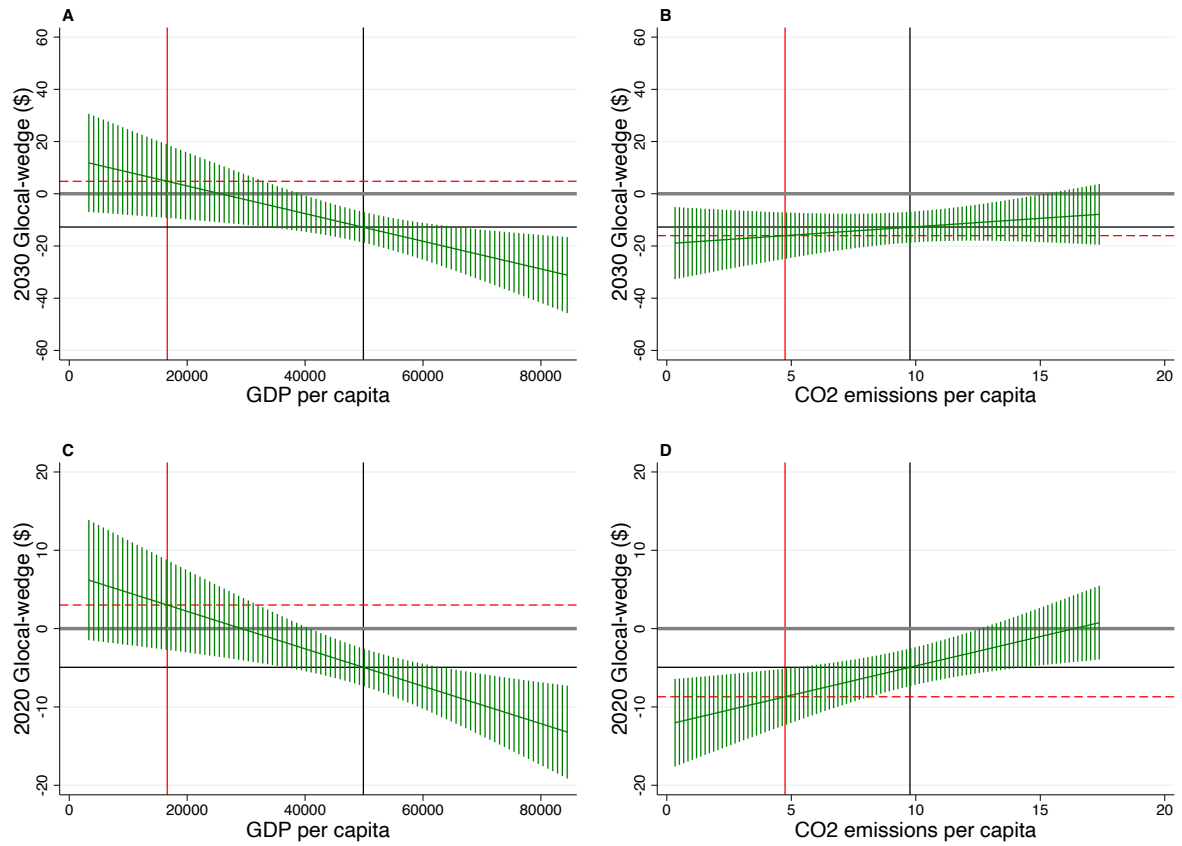 A
2030 Glocal-wedge ($)
60
40
20
0
-20
-40
-60
0 20000 40000 60000 80000
GDP per capita
B
2030 Glocal-wedge ($)
60
40
20
0
-20
-40
-60
0 5 10 15 20
CO2 emissions per capita
C
2020 Glocal-wedge ($)
20
10
0
-10
-20
0 20000 40000 60000 80000
GDP per capita
D
2020 Glocal-wedge ($)
20
10
0
-10
-20
0 5 10 15 20
CO2 emissions per capita